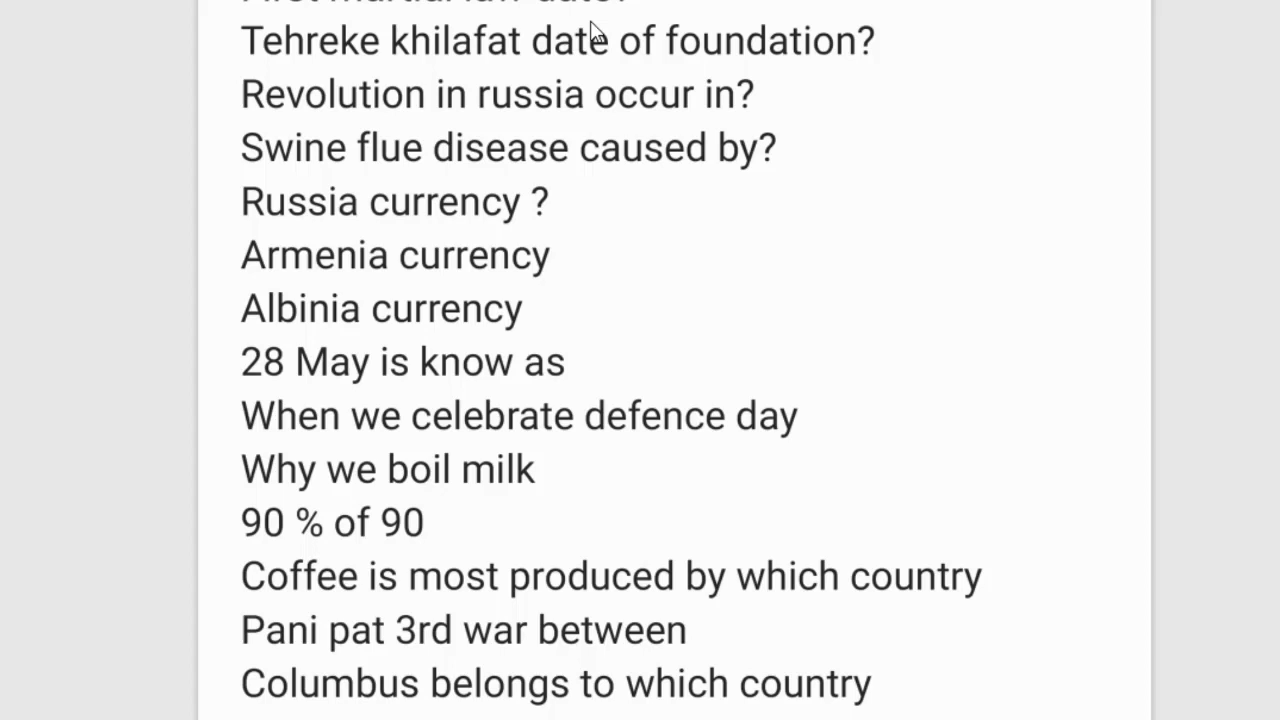 Tehreke khilafat date of foundation?
Revolution in russia occur in?
Swine flue disease caused by?
Russia currency ?
Armenia currency
Albinia currency
28 May is know as
When we celebrate defence day
Why we boil milk
90 % of 90
Coffee is most produced by which country
Pani pat 3rd war between
Columbus belongs to which country